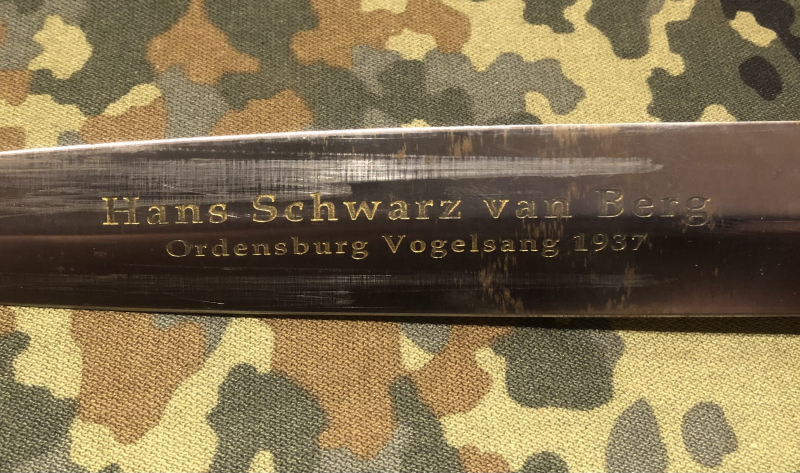 Hans Schwarz van Berg
Ordensburg Vogelsang 1937